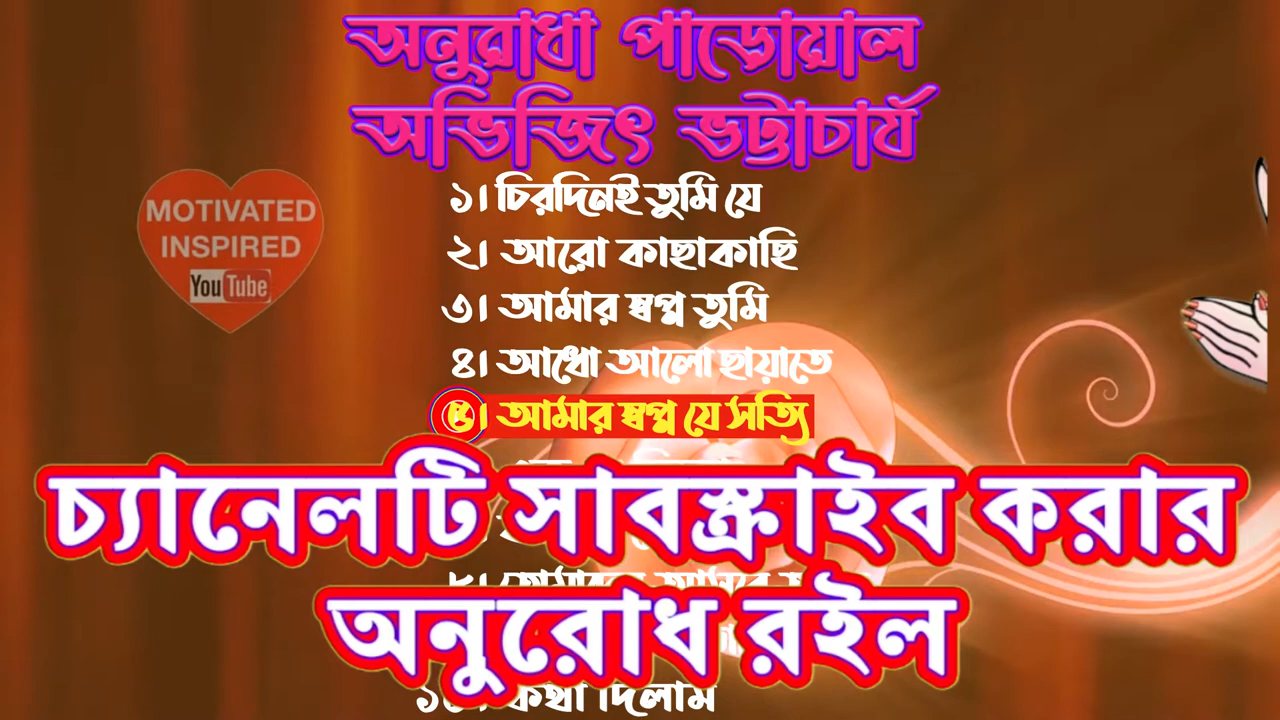 অনুরাধা পাড়োয়াল
অভিজিৎ ভট্টাচার্য
MOTIVATED
INSPIRED
YouTube
১। চিরদিনই তুমি যে
২। আরো কাছাকাছি
৩। আমার স্বপ্ন তুমি
৪। আধো আলো ছায়াতে
৫। আমার স্বপ্ন যে সত্যি
চ্যানেলটি সাবস্ক্রাইব করার
অনুরোধ রইল
কথা দিলাম